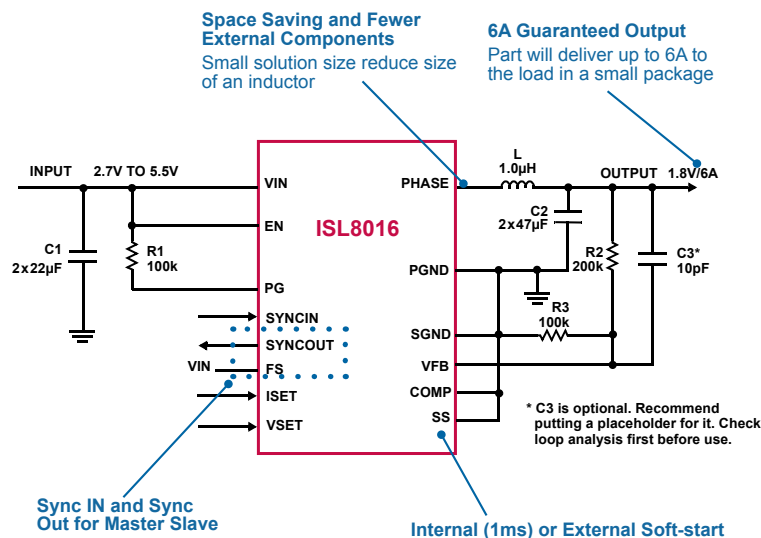 Space Saving and Fewer
External Components
Small solution size reduce size
of an inductor
6A Guaranteed Output
Part will deliver up to 6A to
the load in a small package
INPUT 2.7V TO 5.5V
VIN
EN
PG
SYNCIN
SYNCOUT
VIN
FS
ISET
VSET
ISL8016
PHASE
PGND
SGND
VFB
COMP
SS
C1
2x22µF
R1
100k
L
1.0µH
OUTPUT 1.8V/6A
C2
2x47µF
R2
200k
C3*
10pF
R3
100k
* C3 is optional. Recommend
putting a placeholder for it. Check
loop analysis first before use.
Sync IN and Sync
Out for Master Slave
Internal (1ms) or External Soft-start